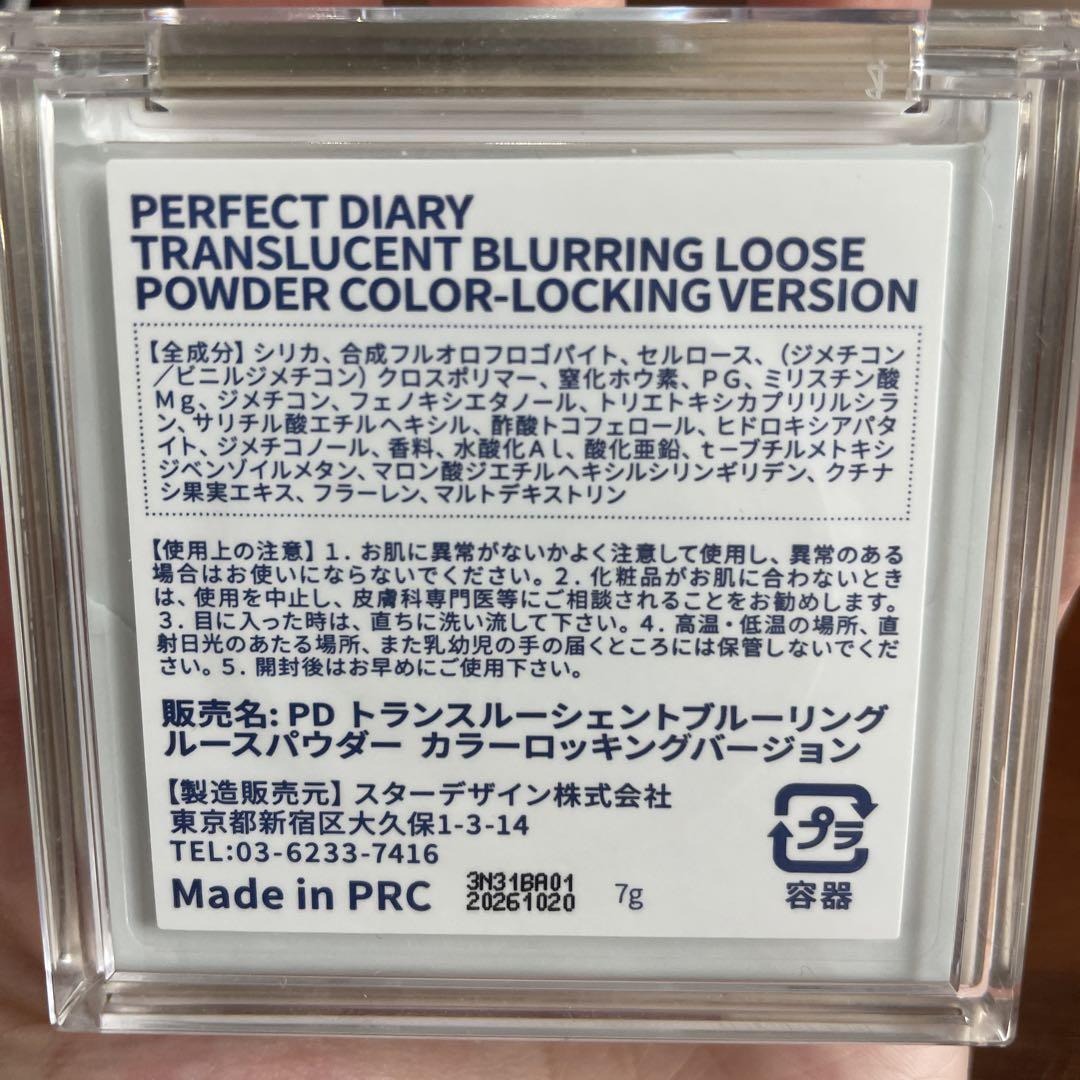 PERFECT DIARY
TRANSLUCENT BLURRING LOOSE
POWDER COLOR-LOCKING VERSION
【全成分】シリカ、合成フルオロフロゴパイト、セルロース、(ジメチコン
/ビニルジメチコン)クロスポリマー、窒化ホウ素、PG、ミリスチン酸
Mg、ジメチコン、フェノキシエタノール、トリエトキシカプリリルシラ
ン、サリチル酸エチルヘキシル、酢酸トコフェロール、ヒドロキシアパタ
イト、ジメチコノール、香料、水酸化Al、酸化亜鉛、t-ブチルメトキシ
ジベンゾイルメタン、マロン酸ジエチルヘキシルシリンギリデン、クチナ
シ果実エキス、フラーレン、マルトデキストリン
【使用上の注意】1.お肌に異常がないかよく注意して使用し、異常のある
場合はお使いにならないでください。2.化粧品がお肌に合わないとき
は、使用を中止し、皮膚科専門医等にご相談されることをお勧めします。
3.目に入った時は、直ちに洗い流して下さい。4.高温・低温の場所、直
射日光のあたる場所、また乳幼児の手の届くところには保管しないでくだ
さい。5.開封後はお早めにご使用下さい。
販売名:PD トランスルーシェントブルーリング
ルースパウダー カラーロッキングバージョン
【製造販売元】スターデザイン株式会社
東京都新宿区大久保1-3-14
TEL:03-6233-7416
Made in PRC
3N31BA01
20261020
7g
プラ
容器